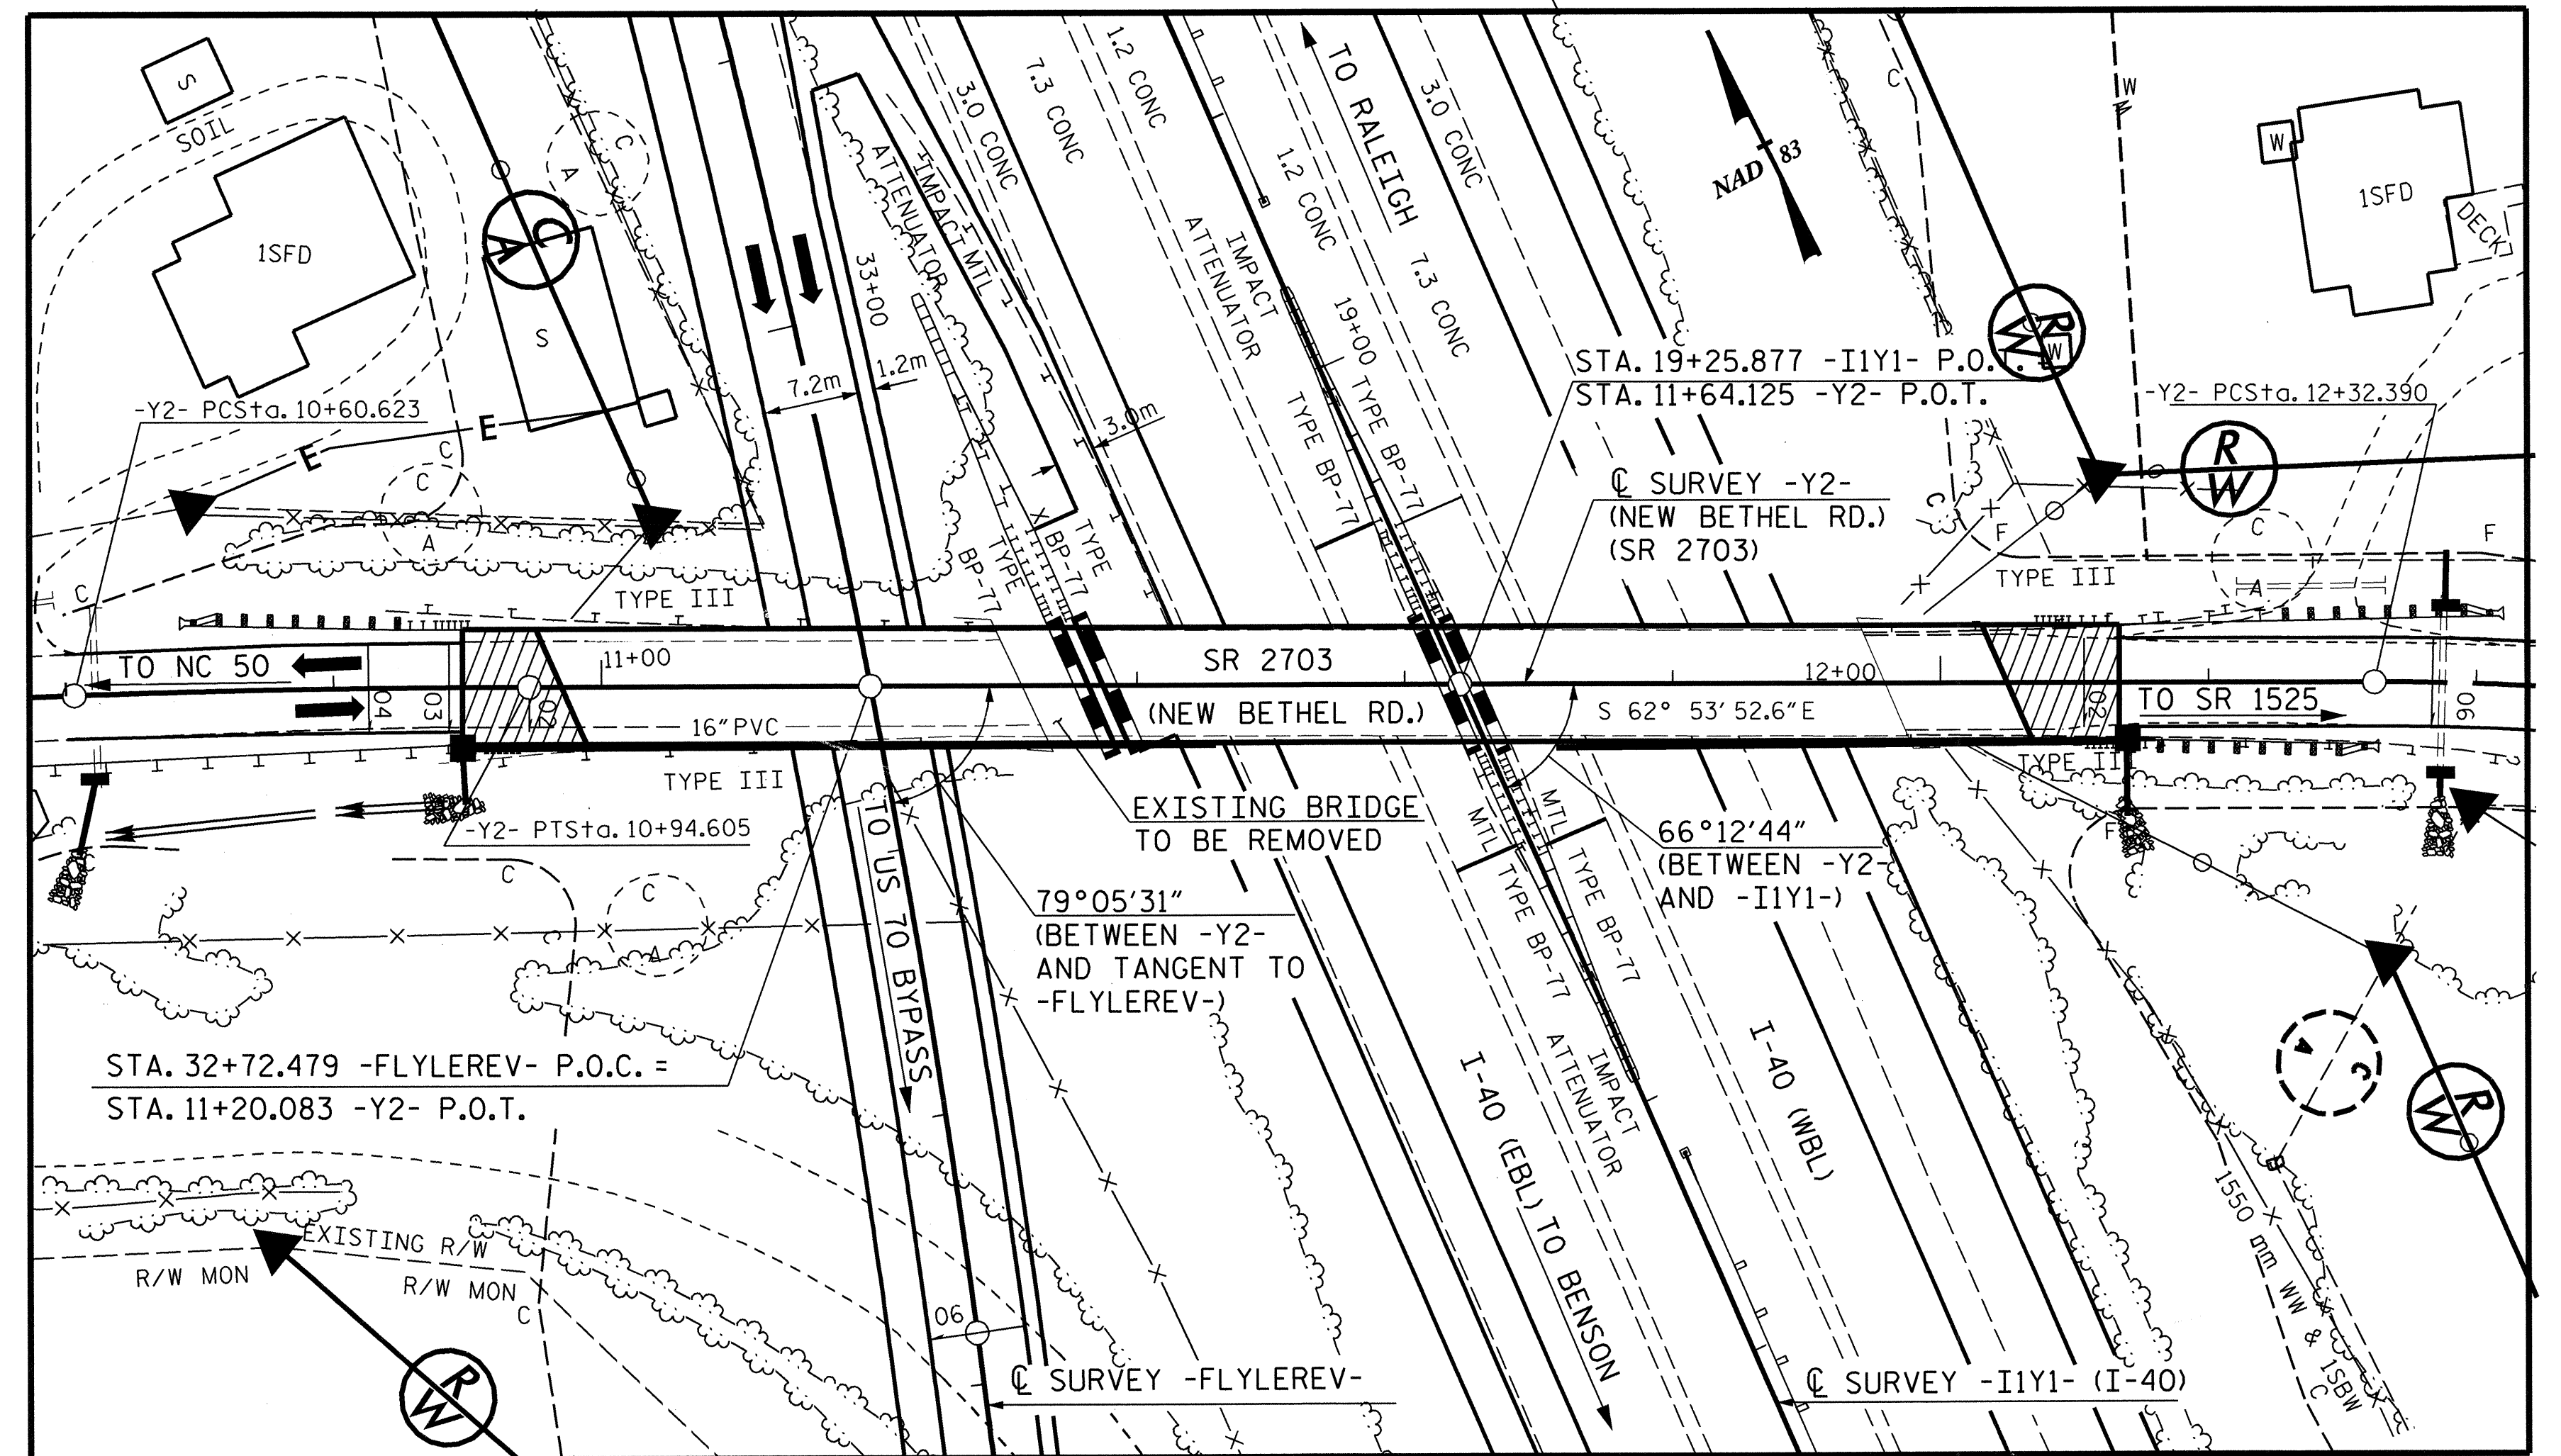 S
SOIL
1SFD
C
A
S
C
A
33+00
7.2m
1.2m
IMPACT
ATTENUATOR
MTL
3.0 CONC
7.3 CONC
1.2 CONC
TO RALEIGH
1.2 CONC
3.0 CONC
7.3 CONC
IMPACT
ATTENUATOR
19+00
TYPE BP-77
TYPE BP-77
3.0m
NAD 83
C
W
W
1SFD
DECK
R
W
W
-Y2- PCSta. 10+60.623
E
E
C
C
A
C
STA. 19+25.877 -I1Y1- P.O.T. =
STA. 11+64.125 -Y2- P.O.T.
-Y2- PCSta. 12+32.390
R
W
℄ SURVEY -Y2-
(NEW BETHEL RD.)
(SR 2703)
TYPE
BP-77
TYPE
BP-77
C
F
F
C
A
TYPE III
TYPE III
TO NC 50
04
03
02
11+00
SR 2703
12+00
(NEW BETHEL RD.)
16" PVC
S 62° 53' 52.6" E
02
TO SR 1525
06
TYPE III
TYPE III
-Y2- PTSta. 10+94.605
TO US 70 BYPASS
EXISTING BRIDGE
TO BE REMOVED
MTL
MTL
TYPE BP-77
TYPE BP-77
66°12'44"
(BETWEEN -Y2-
AND -I1Y1-)
F
79°05'31"
(BETWEEN -Y2-
AND TANGENT TO
-FLYLEREV-)
C
C
C
A
STA. 32+72.479 -FLYLEREV- P.O.C. =
STA. 11+20.083 -Y2- P.O.T.
I-40 (EBL)
TO BENSON
IMPACT
ATTENUATOR
I-40 (WBL)
A
C
R
W
1550 mm WW & 1SBW
EXISTING R/W
R/W MON
R/W MON
C
06
R
W
℄ SURVEY -FLYLEREV-
℄ SURVEY -I1Y1- (I-40)
C